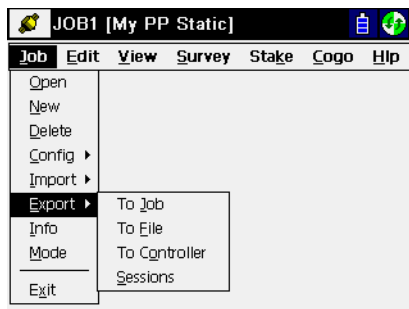 JOB1 [My PP Static]
Job Edit View Survey Stake Cogo Hlp
Open
New
Delete
Config
Import
Export
To Job
To File
To Controller
Sessions
Info
Mode
Exit